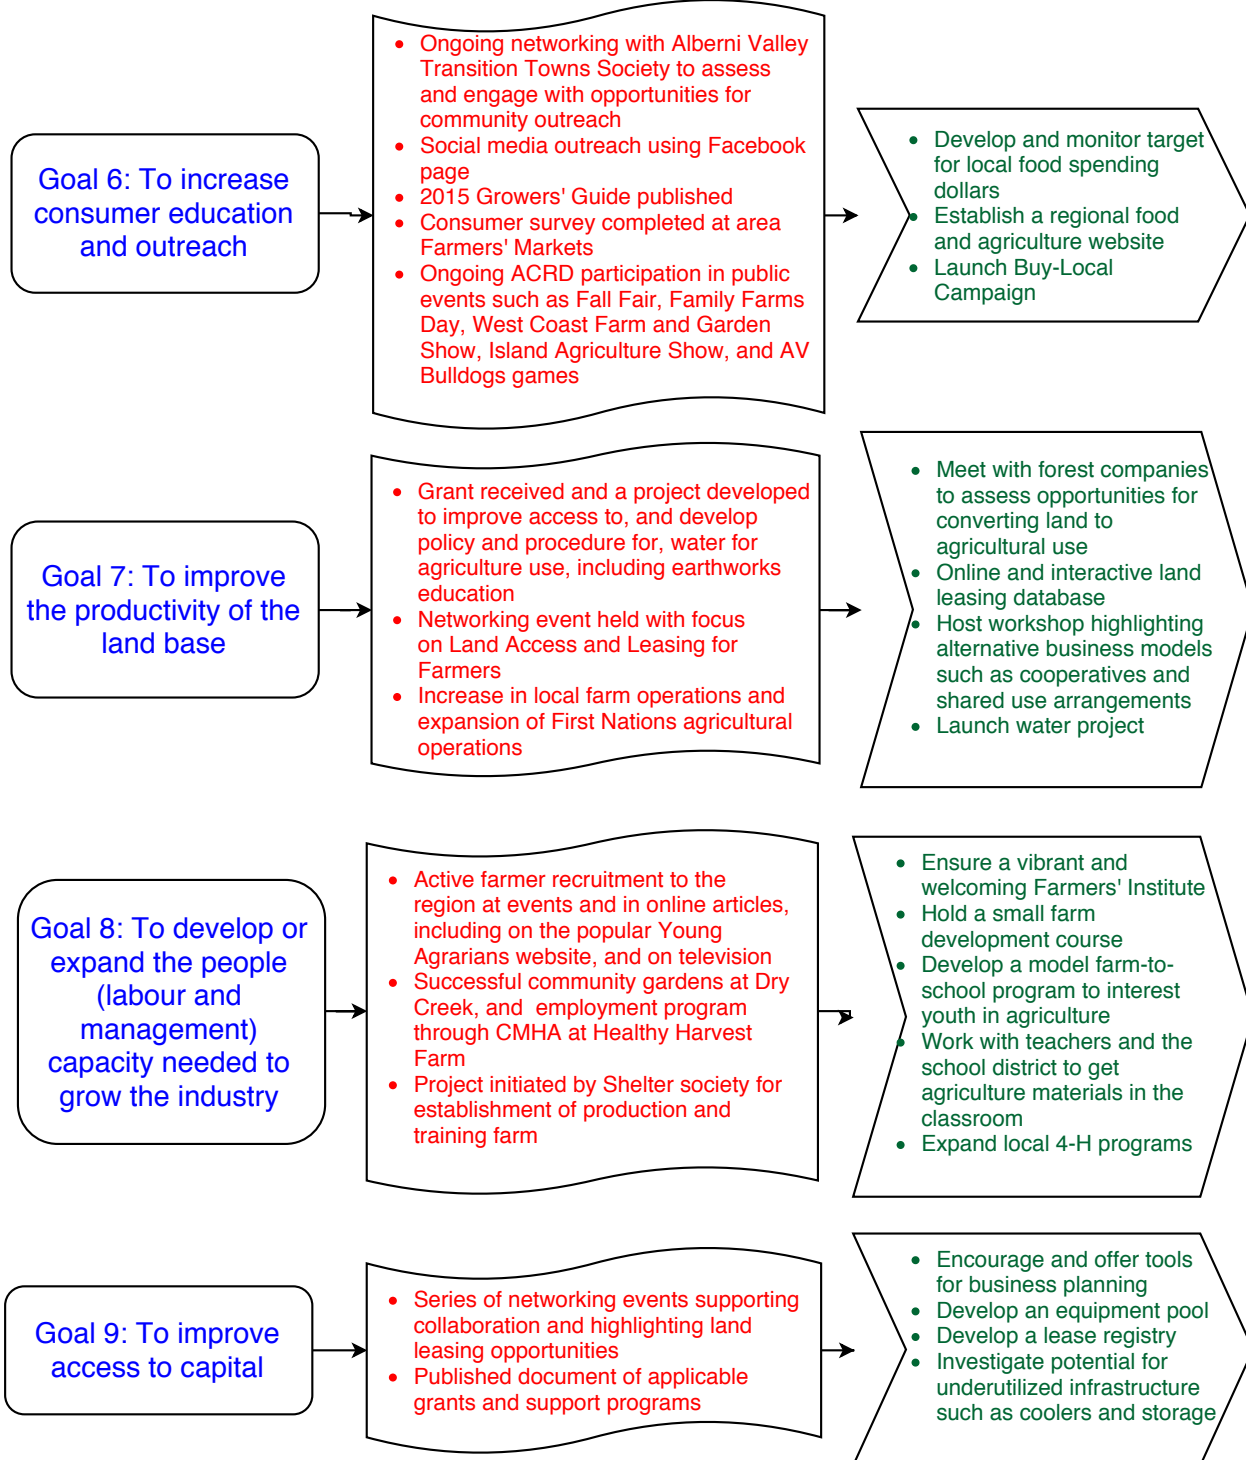 Goal 6: To increase
consumer education
and outreach
• Ongoing networking with Alberni Valley
Transition Towns Society to assess
and engage with opportunities for
community outreach
• Social media outreach using Facebook
page
• 2015 Growers' Guide published
• Consumer survey completed at area
Farmers' Markets
• Ongoing ACRD participation in public
events such as Fall Fair, Family Farms
Day, West Coast Farm and Garden
Show, Island Agriculture Show, and AV
Bulldogs games
• Develop and monitor target
for local food spending
dollars
• Establish a regional food
and agriculture website
• Launch Buy-Local
Campaign
Goal 7: To improve
the productivity of the
land base
• Grant received and a project developed
to improve access to, and develop
policy and procedure for, water for
agriculture use, including earthworks
education
• Networking event held with focus
on Land Access and Leasing for
Farmers
• Increase in local farm operations and
expansion of First Nations agricultural
operations
• Meet with forest companies
to assess opportunities for
converting land to
agricultural use
• Online and interactive land
leasing database
• Host workshop highlighting
alternative business models
such as cooperatives and
shared use arrangements
• Launch water project
Goal 8: To develop or
expand the people
(labour and
management)
capacity needed to
grow the industry
• Active farmer recruitment to the
region at events and in online articles,
including on the popular Young
Agrarians website, and on television
• Successful community gardens at Dry
Creek, and employment program
through CMHA at Healthy Harvest
Farm
• Project initiated by Shelter society for
establishment of production and
training farm
• Ensure a vibrant and
welcoming Farmers' Institute
• Hold a small farm
development course
• Develop a model farm-to-
school program to interest
youth in agriculture
• Work with teachers and the
school district to get
agriculture materials in the
classroom
• Expand local 4-H programs
Goal 9: To improve
access to capital
• Series of networking events supporting
collaboration and highlighting land
leasing opportunities
• Published document of applicable
grants and support programs
• Encourage and offer tools
for business planning
• Develop an equipment pool
• Develop a lease registry
• Investigate potential for
underutilized infrastructure
such as coolers and storage